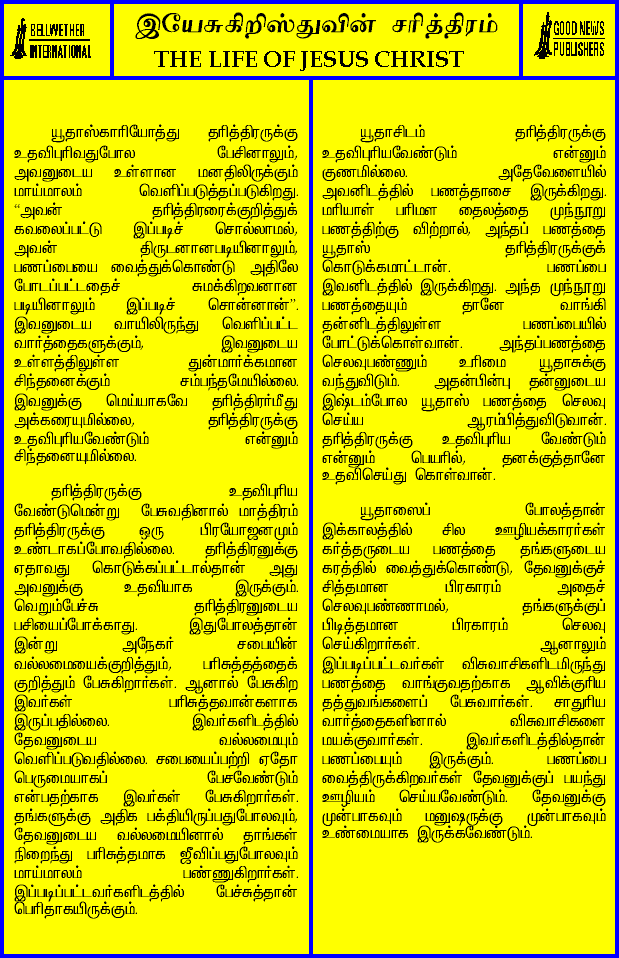 BELLWETHER
INTERNATIONAL
இயேசுகிறிஸ்துவின் சரித்திரம்
THE LIFE OF JESUS CHRIST
GOOD NEWS
PUBLISHERS
யூதாஸ்காரியோத்து தரித்திரருக்கு
உதவிபுரிவதுபோல பேசினாலும்,
அவனுடைய உள்ளான மனதிலிருக்கும்
மாய்மாலம் வெளிப்படுத்தப்படுகிறது.
“அவன் தரித்திரரைக்குறித்துக்
கவலைப்பட்டு இப்படிச் சொல்லாமல்,
அவன் திருடனானபடியினாலும்,
பணப்பையை வைத்துக்கொண்டு அதிலே
போடப்பட்டதைச் சுமக்கிறவனான
படியினாலும் இப்படிச் சொன்னான்”.
இவனுடைய வாயிலிருந்து வெளிப்பட்ட
வார்த்தைகளுக்கும், இவனுடைய
உள்ளத்திலுள்ள துன்மார்க்கமான
சிந்தனைக்கும் சம்பந்தமேயில்லை.
இவனுக்கு மெய்யாகவே தரித்திரர்மீது
அக்கரையுமில்லை, தரித்திரருக்கு
உதவிபுரியவேண்டும் என்னும்
சிந்தனையுமில்லை.
தரித்திரருக்கு உதவிபுரிய
வேண்டுமென்று பேசுவதினால் மாத்திரம்
தரித்திரருக்கு ஒரு பிரயோஜனமும்
உண்டாகப்போவதில்லை. தரித்திரனுக்கு
ஏதாவது கொடுக்கப்பட்டால்தான் அது
அவனுக்கு உதவியாக இருக்கும்.
வெறும்பேச்சு தரித்திரனுடைய
பசியைப்போக்காது. இதுபோலத்தான்
இன்று அநேகர் சபையின்
வல்லமையைக்குறித்தும், பரிசுத்தத்தைக்
குறித்தும் பேசுகிறார்கள். ஆனால் பேசுகிற
இவர்கள் பரிசுத்தவான்களாக
இருப்பதில்லை. இவர்களிடத்தில்
தேவனுடைய வல்லமையும்
வெளிப்படுவதில்லை. சபையைப்பற்றி ஏதோ
பெருமையாகப் பேசவேண்டும்
என்பதற்காக இவர்கள் பேசுகிறார்கள்.
தங்களுக்கு அதிக பக்தியிருப்பதுபோலவும்,
தேவனுடைய வல்லமையினால் தாங்கள்
நிறைந்து பரிசுத்தமாக ஜீவிப்பதுபோலவும்
மாய்மாலம் பண்ணுகிறார்கள்.
இப்படிப்பட்டவர்களிடத்தில் பேச்சுத்தான்
பெரிதாகயிருக்கும்.
யூதாசிடம் தரித்திரருக்கு
உதவிபுரியவேண்டும் என்னும்
குணமில்லை. அதேவேளையில்
அவனிடத்தில் பணத்தாசை இருக்கிறது.
மரியாள் பரிமள தைலத்தை முந்நூறு
பணத்திற்கு விற்றால், அந்தப் பணத்தை
யூதாஸ் தரித்திரருக்குக்
கொடுக்கமாட்டான். பணப்பை
இவனிடத்தில் இருக்கிறது. அந்த முந்நூறு
பணத்தையும் தானே வாங்கி
தன்னிடத்திலுள்ள பணப்பையில்
போட்டுக்கொள்வான். அந்தப்பணத்தை
செலவுபண்ணும் உரிமை யூதாசுக்கு
வந்துவிடும். அதன்பின்பு தன்னுடைய
இஷ்டம்போல யூதாஸ் பணத்தை செலவு
செய்ய ஆரம்பித்துவிடுவான்.
தரித்திரருக்கு உதவிபுரிய வேண்டும்
என்னும் பெயரில், தனக்குத்தானே
உதவிசெய்து கொள்வான்.
யூதாஸைப் போலத்தான்
இக்காலத்தில் சில ஊழியக்காரர்கள்
கர்த்தருடைய பணத்தை தங்களுடைய
கரத்தில் வைத்துக்கொண்டு, தேவனுக்குச்
சித்தமான பிரகாரம் அதைச்
செலவுபண்ணாமல், தங்களுக்குப்
பிடித்தமான பிரகாரம் செலவு
செய்கிறார்கள். ஆனாலும்
இப்படிப்பட்டவர்கள் விசுவாசிகளிடமிருந்து
பணத்தை வாங்குவதற்காக ஆவிக்குரிய
தத்துவங்களைப் பேசுவார்கள். சாதுரிய
வார்த்தைகளினால் விசுவாசிகளை
மயக்குவார்கள். இவர்களிடத்தில்தான்
பணப்பையும் இருக்கும். பணப்பை
வைத்திருக்கிறவர்கள் தேவனுக்குப் பயந்து
ஊழியம் செய்யவேண்டும். தேவனுக்கு
முன்பாகவும் மனுஷருக்கு முன்பாகவும்
உண்மையாக இருக்கவேண்டும்.